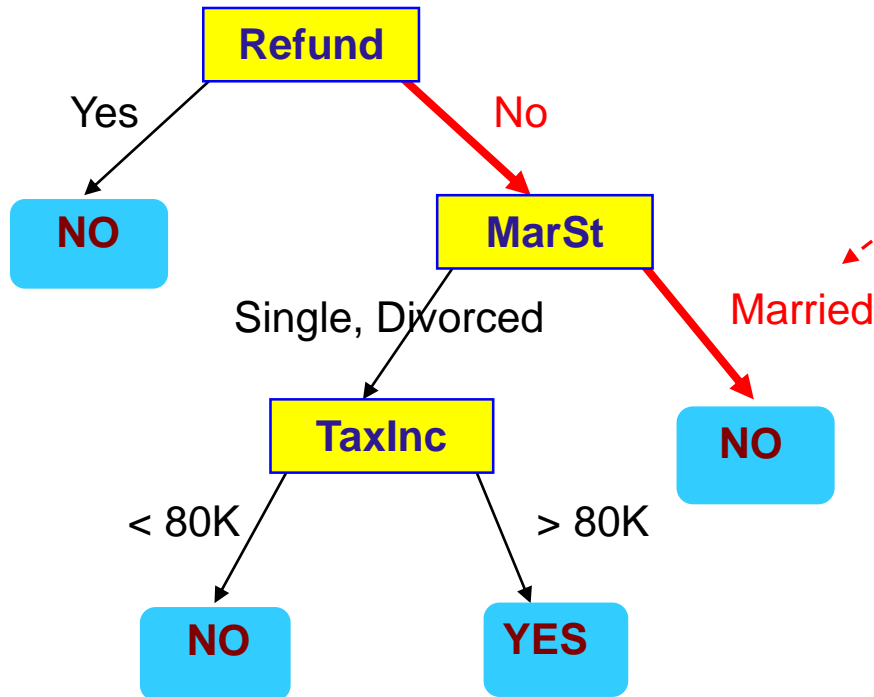 Refund
Yes
No
NO
MarSt
Single, Divorced
Married
TaxInc
NO
< 80K
> 80K
NO
YES